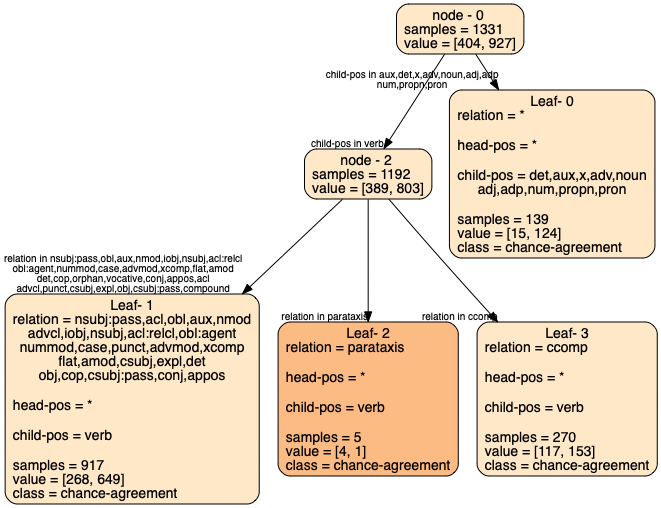 node - 0
samples = 1331
value = [404, 927]
child-pos in aux,det,x,adv,noun,adj,adp
num,propn,pron
Leaf- 0
relation = *
head-pos = *
child-pos = det,aux,x,adv,noun
adj,adp,num,propn,pron
samples = 139
value = [15, 124]
class = chance-agreement
child-pos in verb
node - 2
samples = 1192
value = [389, 803]
relation in nsubj:pass,obl,aux,nmod,iobj,nsubj,acl:relcl
obl:agent,nummod,case,advmod,xcomp,flat,amod
det,cop,orphan,vocative,conj,appos,acl
advcl,punct,csubj,expl,obj,csubj:pass,compound
Leaf- 1
relation = nsubj:pass,acl,obl,aux,nmod
advcl,iobj,nsubj,acl:relcl,obl:agent
nummod,case,punct,advmod,xcomp
flat,amod,csubj,expl,det
obj,cop,csubj:pass,conj,appos
head-pos = *
child-pos = verb
samples = 917
value = [268, 649]
class = chance-agreement
relation in parataxis
Leaf- 2
relation = parataxis
head-pos = *
child-pos = verb
samples = 5
value = [4, 1]
class = chance-agreement
relation in ccomp
Leaf- 3
relation = ccomp
head-pos = *
child-pos = verb
samples = 270
value = [117, 153]
class = chance-agreement